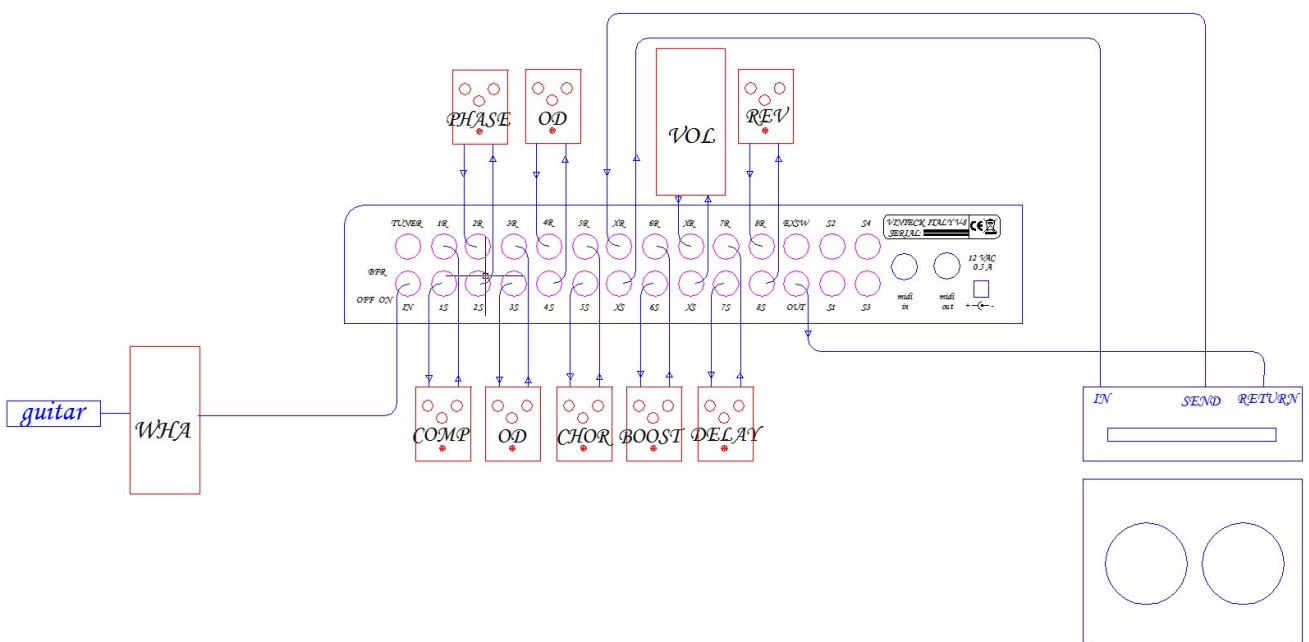 PHASE
OD
VOL
REV
TUNER 1R 2R 3R 4R 5R XR 6R XR 7R 8R EXSW S2 S4
VINTECK ITALY V-8
SERIAL:
CE
12 VAC
0.5 A
BFR
OFF ON
IN 1S 2S 3S 4S 5S XS 6S XS 7S 8S OUT S1 S3
midi in
midi out
+ -
guitar
WHA
COMP
OD
CHOR
BOOST
DELAY
IN
SEND
RETURN